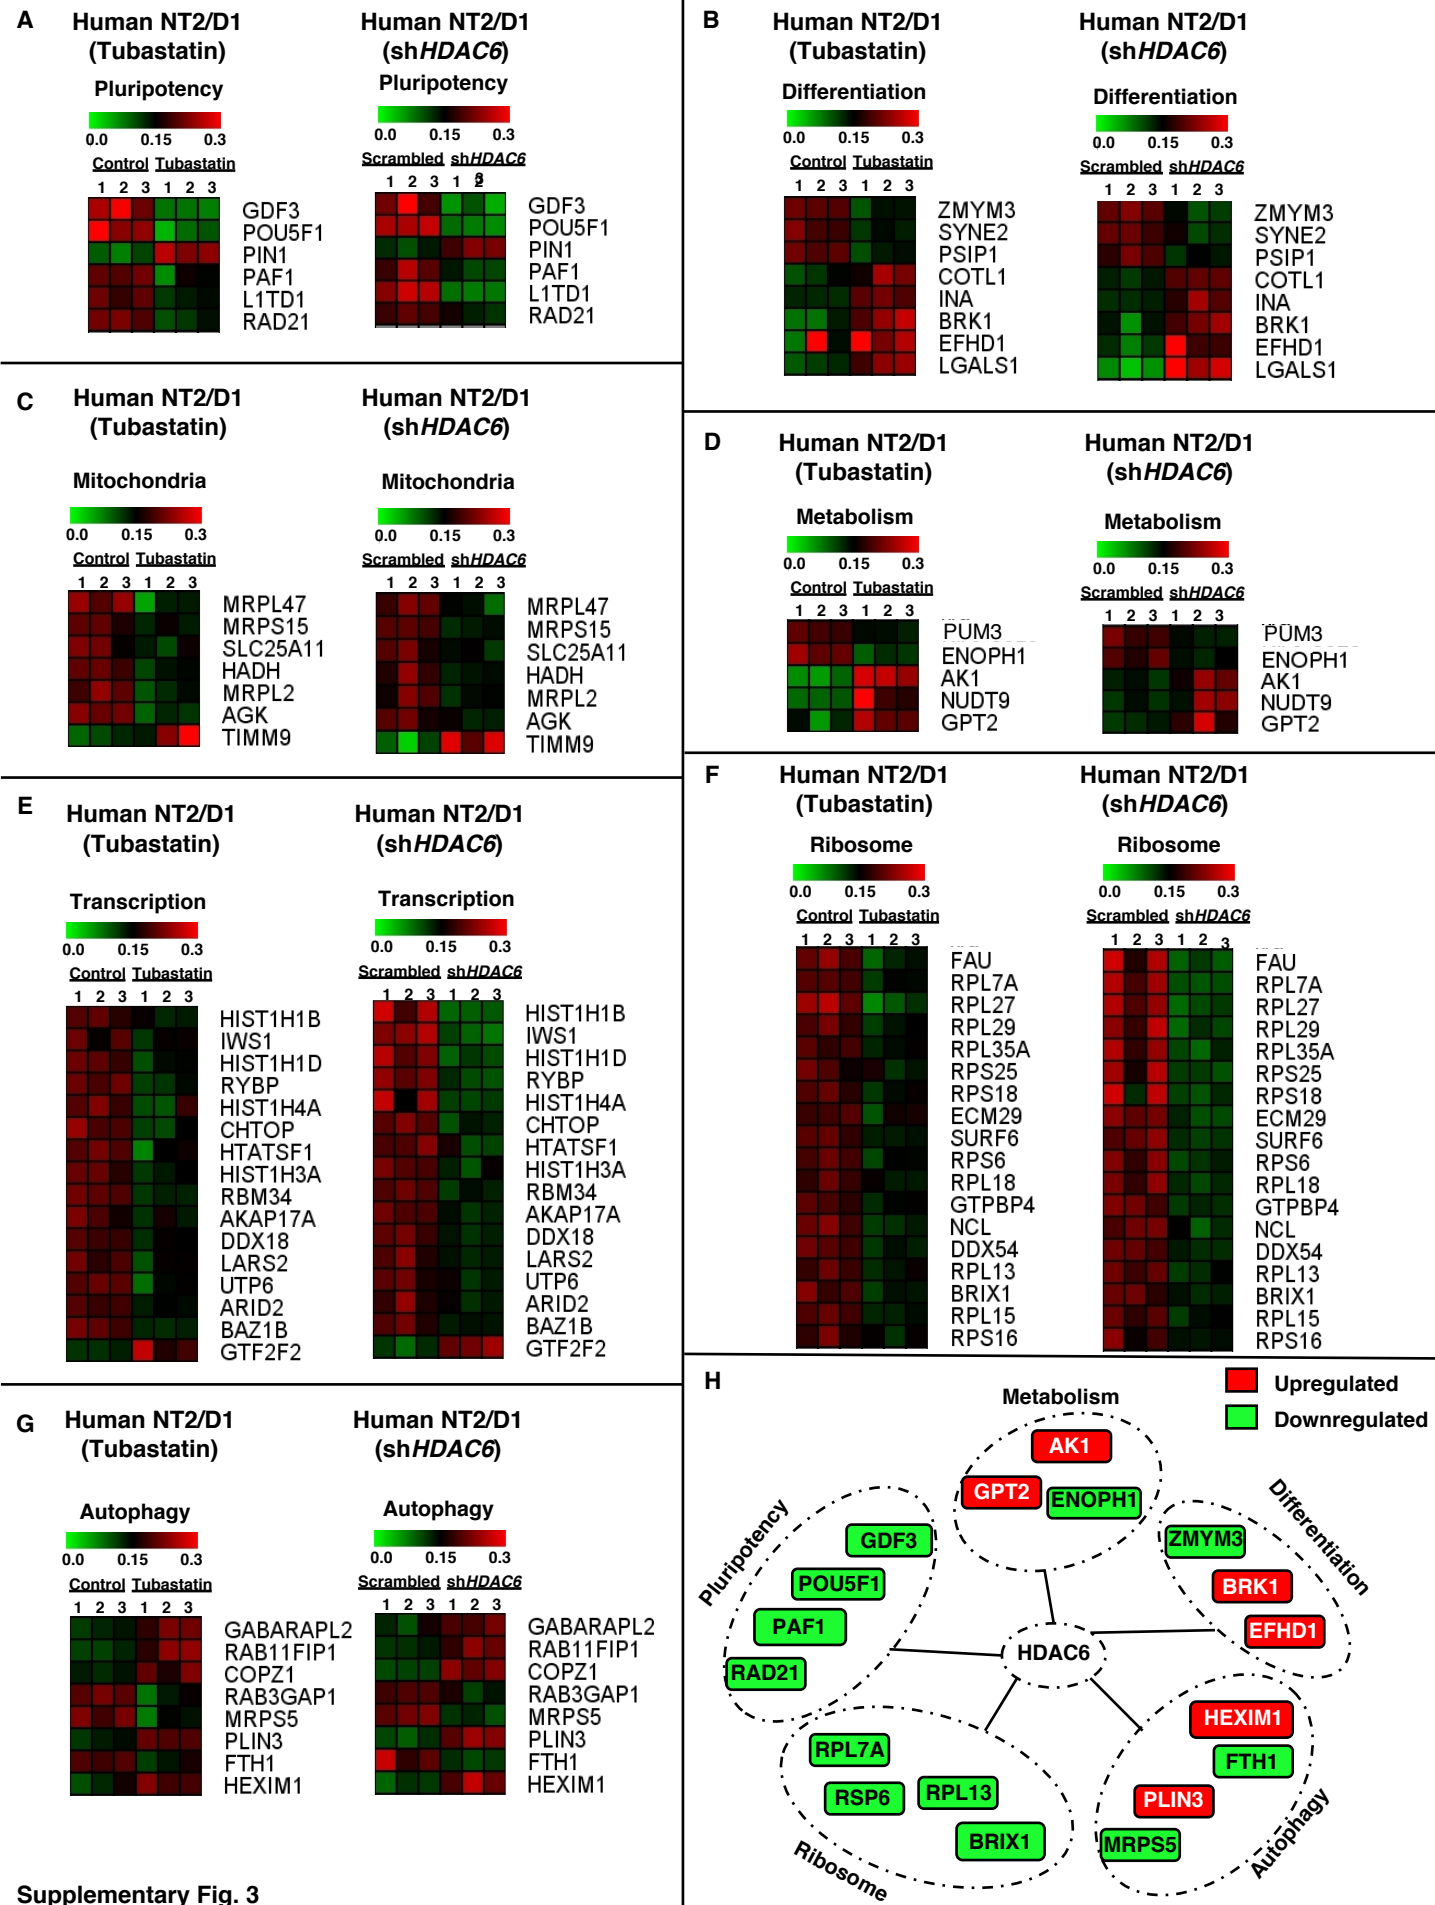 A
Human NT2/D1
(Tubastatin)
Pluripotency
0.0 0.15 0.3
Control Tubastatin
1 2 3 1 2 3
GDF3
POU5F1
PIN1
PAF1
L1TD1
RAD21
Human NT2/D1
(shHDAC6)
Pluripotency
0.0 0.15 0.3
Scrambled shHDAC6
1 2 3 1 2 3
GDF3
POU5F1
PIN1
PAF1
L1TD1
RAD21
B
Human NT2/D1
(Tubastatin)
Differentiation
0.0 0.15 0.3
Control Tubastatin
1 2 3 1 2 3
ZMYM3
SYNE2
PSIP1
COTL1
INA
BRK1
EFHD1
LGALS1
Human NT2/D1
(shHDAC6)
Differentiation
0.0 0.15 0.3
Scrambled shHDAC6
1 2 3 1 2 3
ZMYM3
SYNE2
PSIP1
COTL1
INA
BRK1
EFHD1
LGALS1
C
Human NT2/D1
(Tubastatin)
Mitochondria
0.0 0.15 0.3
Control Tubastatin
1 2 3 1 2 3
MRPL47
MRPS15
SLC25A11
HADH
MRPL2
AGK
TIMM9
Human NT2/D1
(shHDAC6)
Mitochondria
0.0 0.15 0.3
Scrambled shHDAC6
1 2 3 1 2 3
MRPL47
MRPS15
SLC25A11
HADH
MRPL2
AGK
TIMM9
D
Human NT2/D1
(Tubastatin)
Metabolism
0.0 0.15 0.3
Control Tubastatin
1 2 3 1 2 3
PUM3
ENOPH1
AK1
NUDT9
GPT2
Human NT2/D1
(shHDAC6)
Metabolism
0.0 0.15 0.3
Scrambled shHDAC6
1 2 3 1 2 3
PUM3
ENOPH1
AK1
NUDT9
GPT2
E
Human NT2/D1
(Tubastatin)
Transcription
0.0 0.15 0.3
Control Tubastatin
1 2 3 1 2 3
HIST1H1B
IWS1
HIST1H1D
RYBP
HIST1H4A
CHTOP
HTATSF1
HIST1H3A
RBM34
AKAP17A
DDX18
LARS2
UTP6
ARID2
BAZ1B
GTF2F2
Human NT2/D1
(shHDAC6)
Transcription
0.0 0.15 0.3
Scrambled shHDAC6
1 2 3 1 2 3
HIST1H1B
IWS1
HIST1H1D
RYBP
HIST1H4A
CHTOP
HTATSF1
HIST1H3A
RBM34
AKAP17A
DDX18
LARS2
UTP6
ARID2
BAZ1B
GTF2F2
F
Human NT2/D1
(Tubastatin)
Ribosome
0.0 0.15 0.3
Control Tubastatin
1 2 3 1 2 3
FAU
RPL7A
RPL27
RPL29
RPL35A
RPS25
RPS18
ECM29
SURF6
RPS6
RPL18
GTPBP4
NCL
DDX54
RPL13
BRIX1
RPL15
RPS16
Human NT2/D1
(shHDAC6)
Ribosome
0.0 0.15 0.3
Scrambled shHDAC6
1 2 3 1 2 3
FAU
RPL7A
RPL27
RPL29
RPL35A
RPS25
RPS18
ECM29
SURF6
RPS6
RPL18
GTPBP4
NCL
DDX54
RPL13
BRIX1
RPL15
RPS16
G
Human NT2/D1
(Tubastatin)
Autophagy
0.0 0.15 0.3
Control Tubastatin
1 2 3 1 2 3
GABARAPL2
RAB11FIP1
COPZ1
RAB3GAP1
MRPS5
PLIN3
FTH1
HEXIM1
Human NT2/D1
(shHDAC6)
Autophagy
0.0 0.15 0.3
Scrambled shHDAC6
1 2 3 1 2 3
GABARAPL2
RAB11FIP1
COPZ1
RAB3GAP1
MRPS5
PLIN3
FTH1
HEXIM1
H
Upregulated
Downregulated
Metabolism
AK1
GPT2
ENOPH1
Pluripotency
GDF3
POU5F1
PAF1
RAD21
Differentiation
ZMYM3
BRK1
EFHD1
HDAC6
Ribosome
RPL7A
RSP6
RPL13
BRIX1
Autophagy
HEXIM1
FTH1
PLIN3
MRPS5
Supplementary Fig. 3